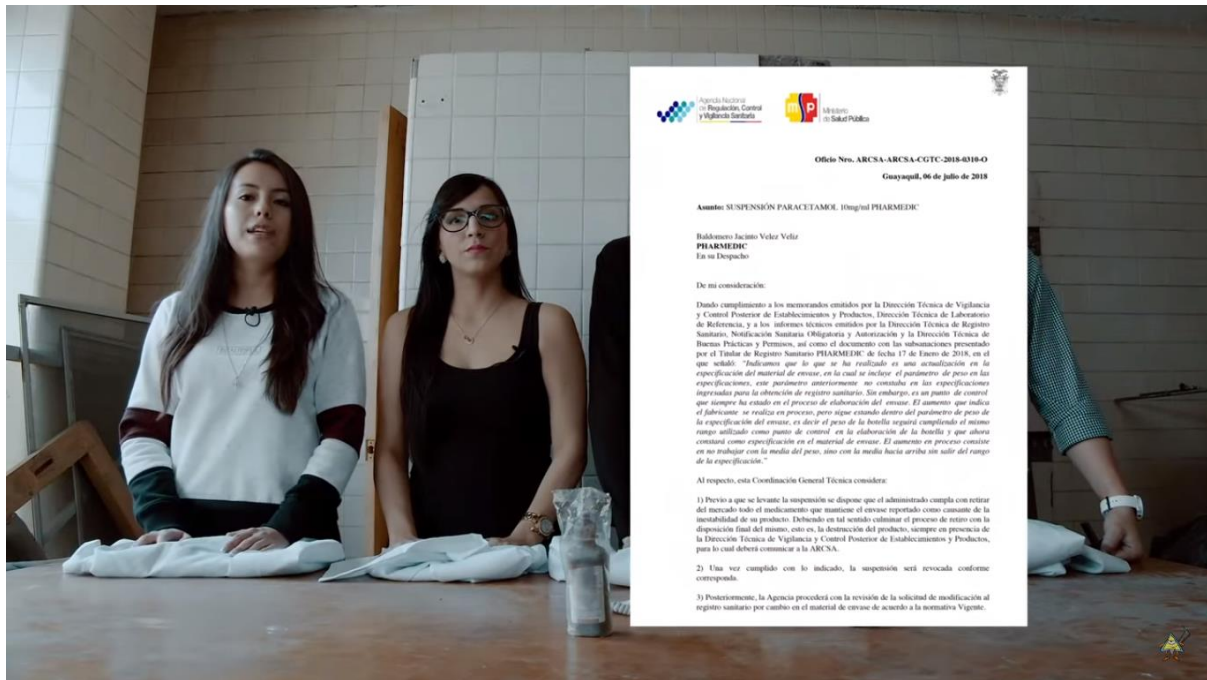 Agencia Nacional
de Regulación, Control
y Vigilancia Sanitaria
msp
Ministerio
de Salud Pública
Oficio Nro. ARCSA-ARCSA-CGTC-2018-0310-O
Guayaquil, 06 de julio de 2018
Asunto: SUSPENSIÓN PARACETAMOL 10mg/ml PHARMEDIC
Baldomero Jacinto Velez Veliz
PHARMEDIC
En su Despacho
De mi consideración:
Dando cumplimiento a los memorandos emitidos por la Dirección Técnica de Vigilancia
y Control Posterior de Establecimientos y Productos, Dirección Técnica de Laboratorio
de Referencia, y a los informes técnicos emitidos por la Dirección Técnica de Registro
Sanitario, Notificación Sanitaria Obligatoria y Autorización y la Dirección Técnica de
Buenas Prácticas y Permisos, así como el documento con las subsanaciones presentado
por el Titular de Registro Sanitario PHARMEDIC de fecha 17 de Enero de 2018, en el
que señaló: "Indicamos que lo que se ha realizado es una actualización en la
especificación del material de envase, en la cual se incluye el parámetro de peso en las
especificaciones, este parámetro anteriormente no constaba en las especificaciones
ingresadas para la obtención de registro sanitario. Sin embargo, es un punto de control
que siempre ha estado en el proceso de elaboración del envase. El aumento que indica
el fabricante se realiza en proceso, pero sigue estando dentro del parámetro de peso de
la especificación del envase, es decir el peso de la botella seguirá cumpliendo el mismo
rango utilizado como punto de control en la elaboración de la botella y que ahora
constará como especificación en el material de envase. El aumento en proceso consiste
en no trabajar con la media del peso, sino con la media hacia arriba sin salir del rango
de la especificación."
Al respecto, esta Coordinación General Técnica considera:
1) Previo a que se levante la suspensión se dispone que el administrado cumpla con retirar
del mercado todo el medicamento que mantiene el envase reportado como causante de la
inestabilidad de su producto. Debiendo en tal sentido culminar el proceso de retiro con la
disposición final del mismo, esto es, la destrucción del producto, siempre en presencia de
la Dirección Técnica de Vigilancia y Control Posterior de Establecimientos y Productos,
para lo cual deberá comunicar a la ARCSA.
2) Una vez cumplido con lo indicado, la suspensión será revocada conforme
corresponda.
3) Posteriormente, la Agencia procederá con la revisión de la solicitud de modificación al
registro sanitario por cambio en el material de envase de acuerdo a la normativa Vigente.